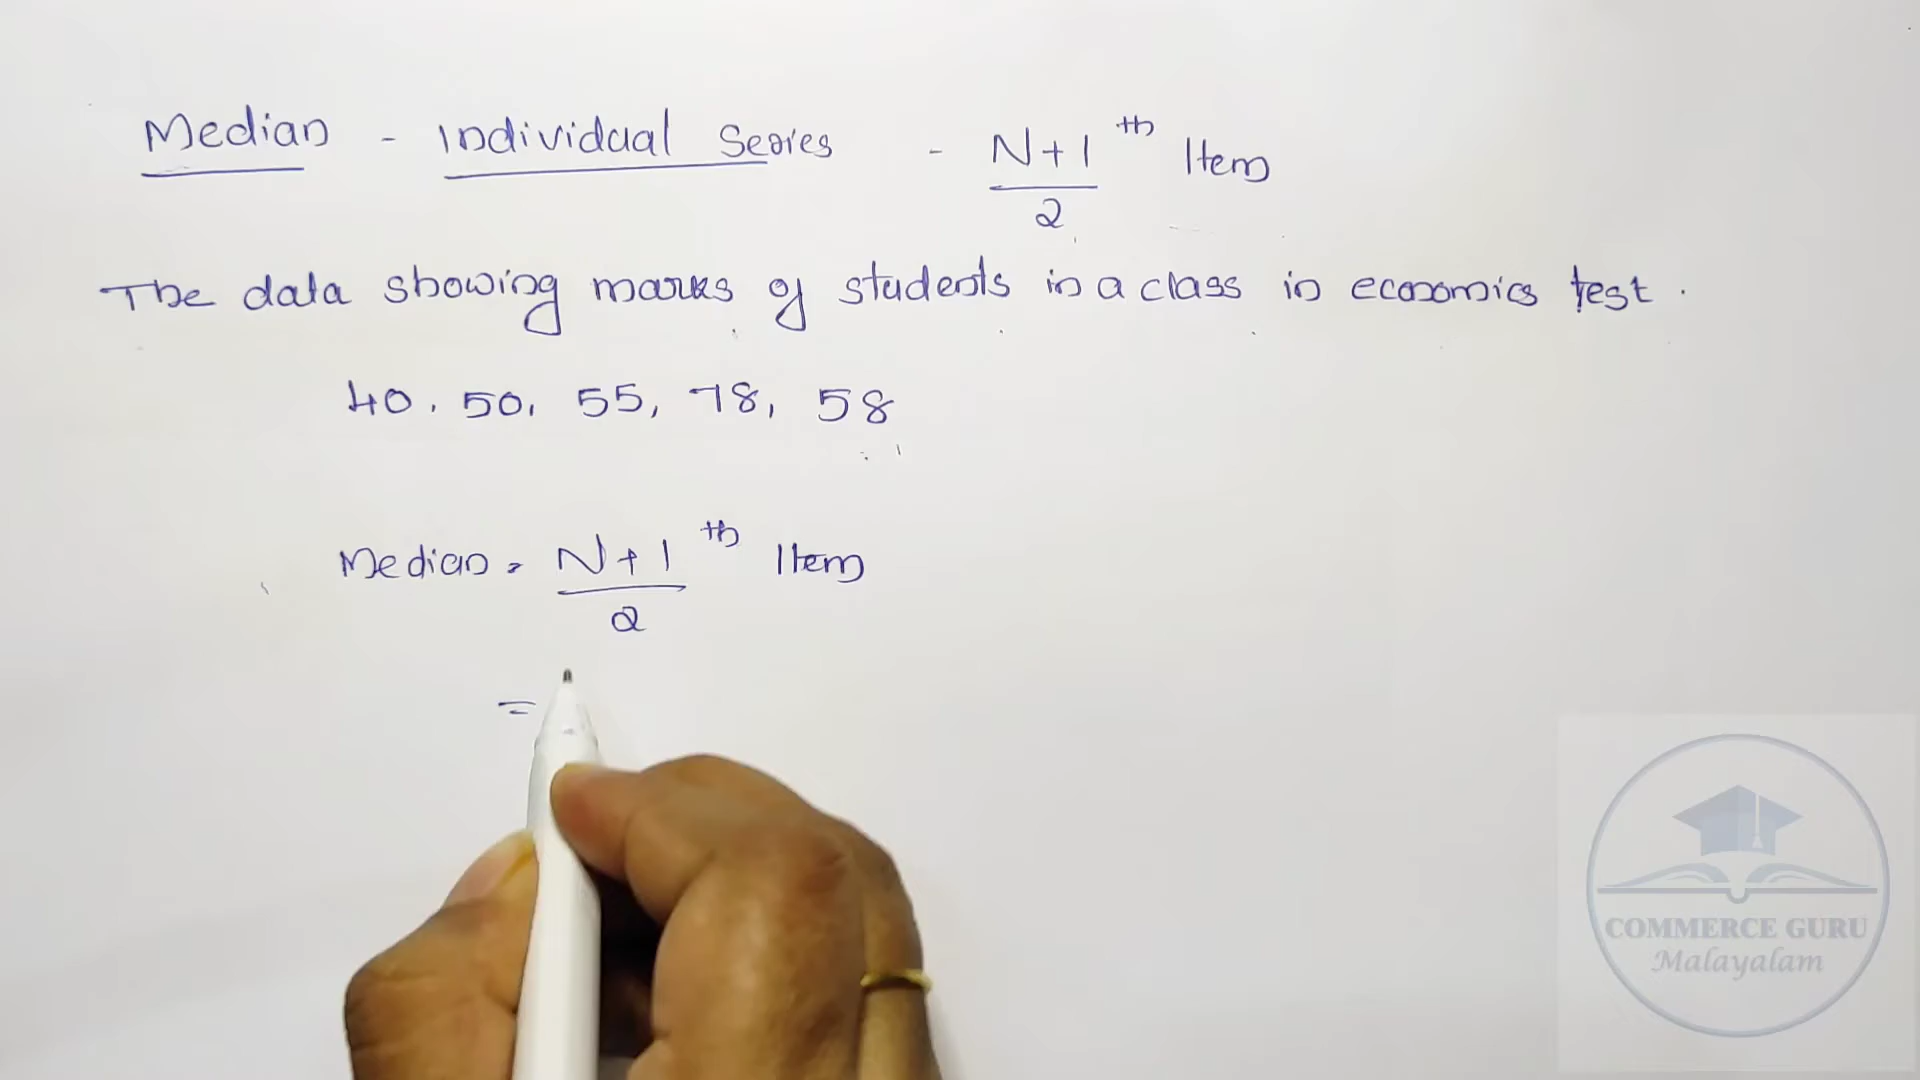 Median - Individual Series - N+1/2 th Item
The data showing marks of students in a class in economics test.
40, 50, 55, 78, 58
Median = N+1/2 th Item
=
COMMERCE GURU
Malayalam